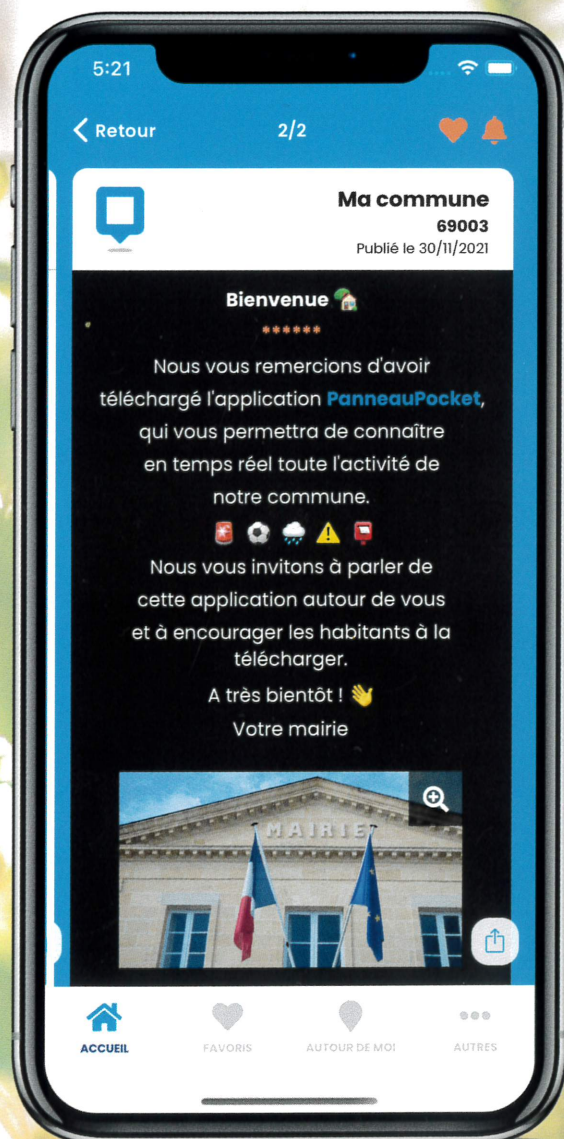 5:21
Retour
2/2
Ma commune
69003
Publié le 30/11/2021
Bienvenue 🏡
******
Nous vous remercions d'avoir
téléchargé l'application PanneauPocket,
qui vous permettra de connaître
en temps réel toute l'activité de
notre commune.
🚨 ⚽ 🌧️ ⚠️ 📮
Nous vous invitons à parler de
cette application autour de vous
et à encourager les habitants à la
télécharger.
A très bientôt ! 👋
Votre mairie
MAIRIE
ACCUEIL
FAVORIS
AUTOUR DE MOI
AUTRES